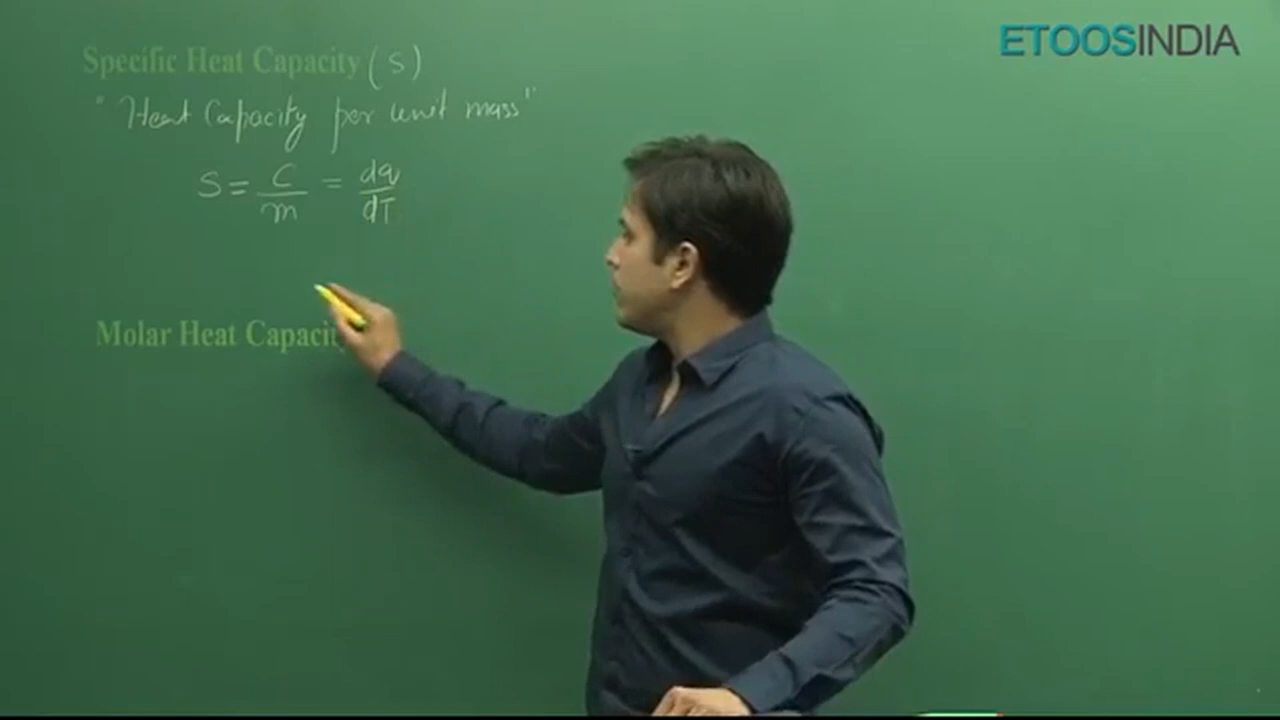 ETOOSINDIA
Specific Heat Capacity (s)
"Heat Capacity per unit mass"
S = C/m = dq/dT
Molar Heat Capacit